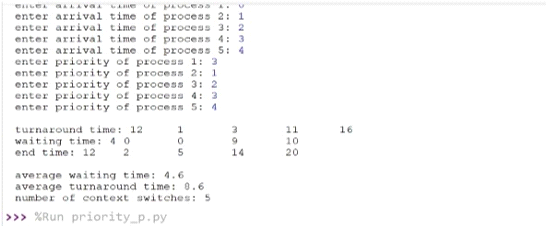 enter arrival time of process 1: 0
enter arrival time of process 2: 1
enter arrival time of process 3: 2
enter arrival time of process 4: 3
enter arrival time of process 5: 4
enter priority of process 1: 3
enter priority of process 2: 1
enter priority of process 3: 2
enter priority of process 4: 3
enter priority of process 5: 4
turnaround time: 12 1 3 11 16
waiting time: 4 0 0 9 10
end time: 12 2 5 14 20
average waiting time: 4.6
average turnaround time: 8.6
number of context switches: 5
>>> %Run priority_p.py